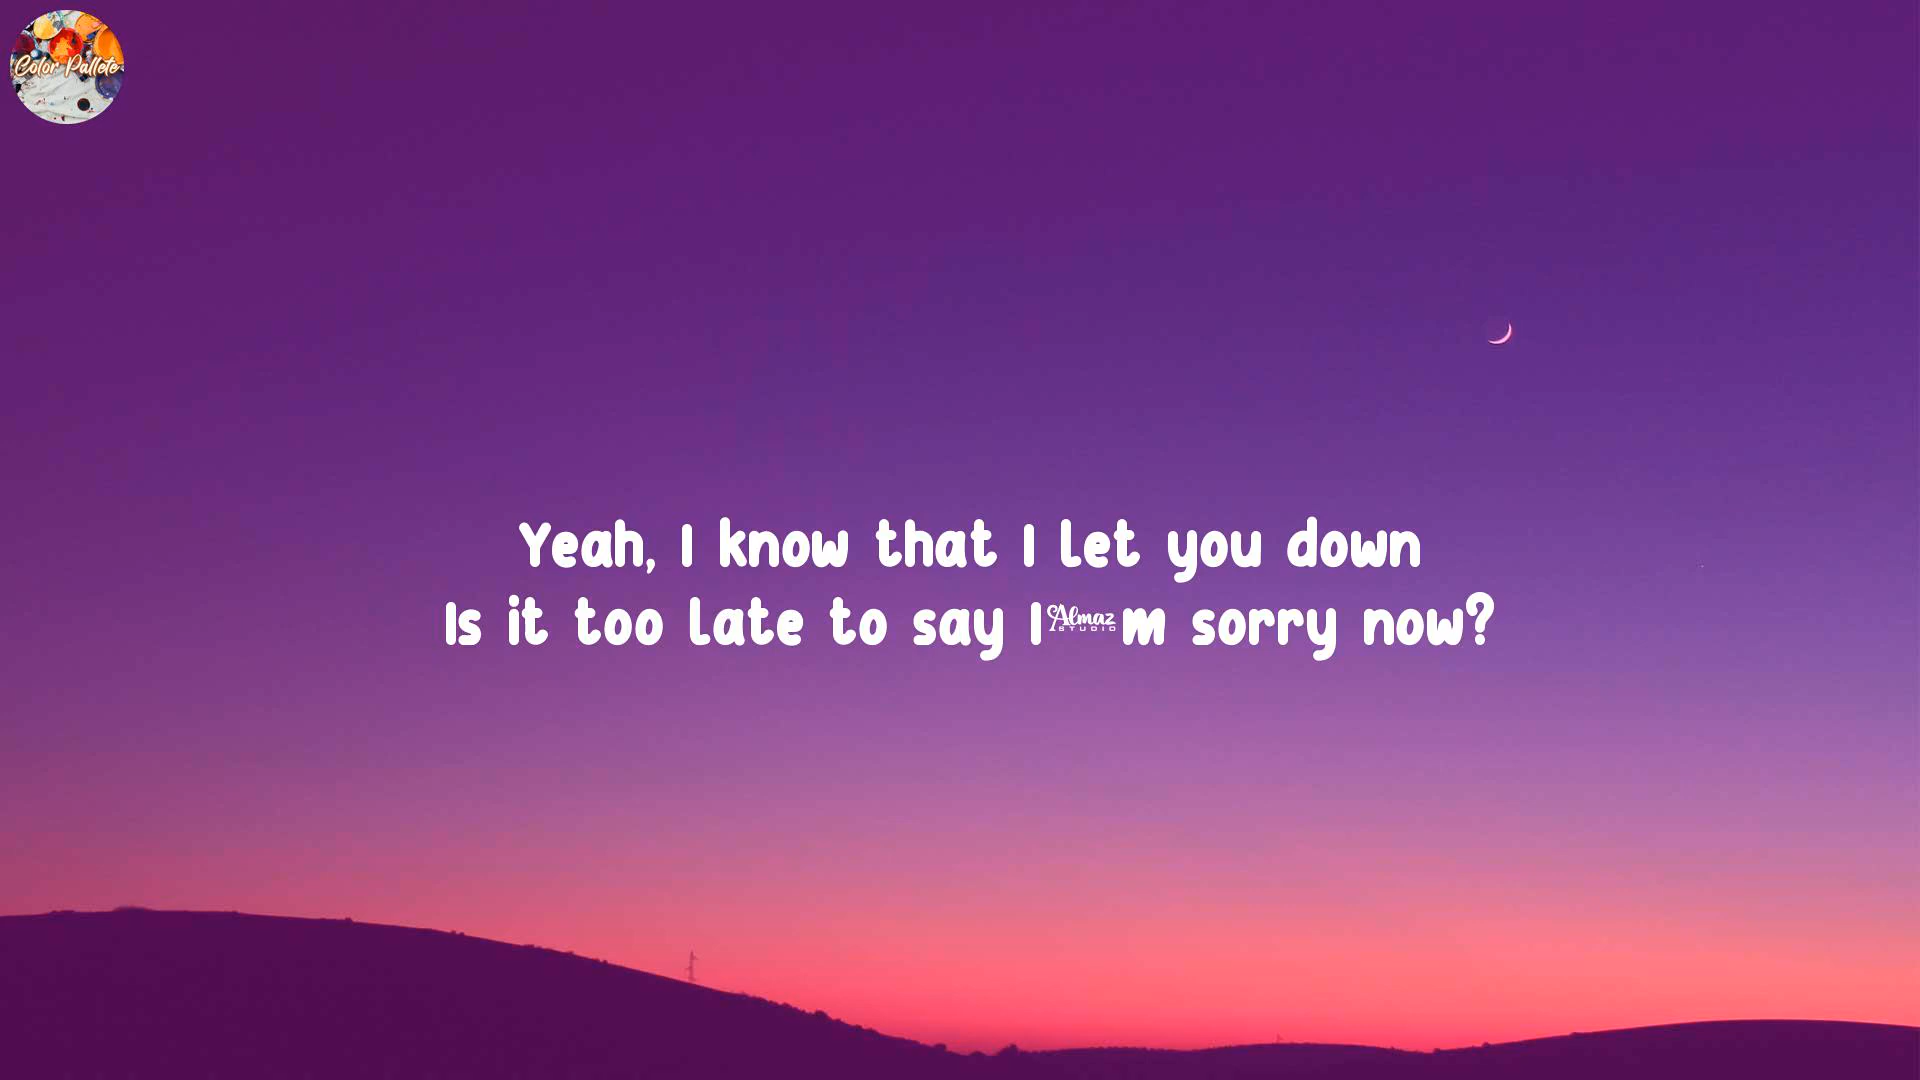 Color Pallete
Yeah, I know that I let you down
Is it too late to say I Almaz STUDIO m sorry now?